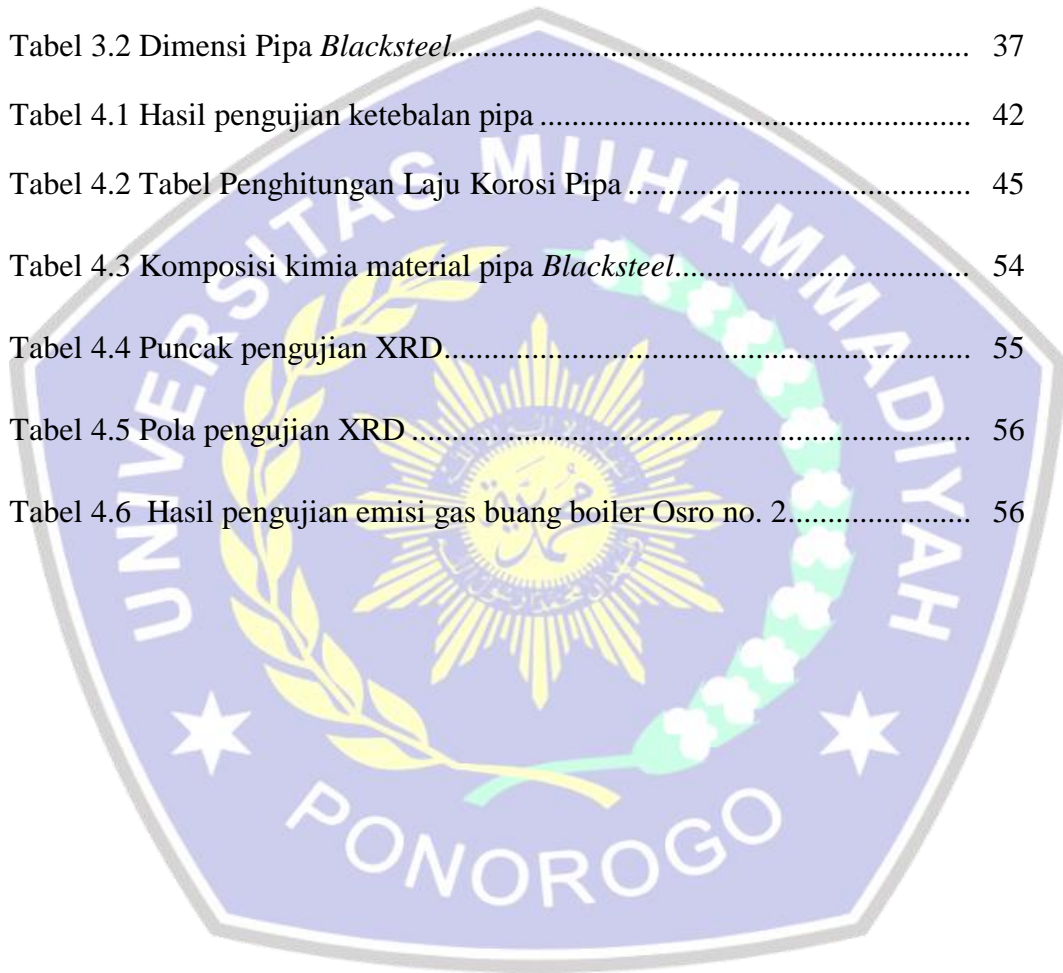 Tabel 3.2 Dimensi Pipa Blacksteel.................................................................... 37
Tabel 4.1 Hasil pengujian ketebalan pipa ......................................................... 42
Tabel 4.2 Tabel Penghitungan Laju Korosi Pipa ............................................. 45
Tabel 4.3 Komposisi kimia material pipa Blacksteel....................................... 54
Tabel 4.4 Puncak pengujian XRD..................................................................... 55
Tabel 4.5 Pola pengujian XRD .......................................................................... 56
Tabel 4.6  Hasil pengujian emisi gas buang boiler Osro no. 2........................ 56
UNIVERSITAS MUHAMMADIYAH
PONOROGO